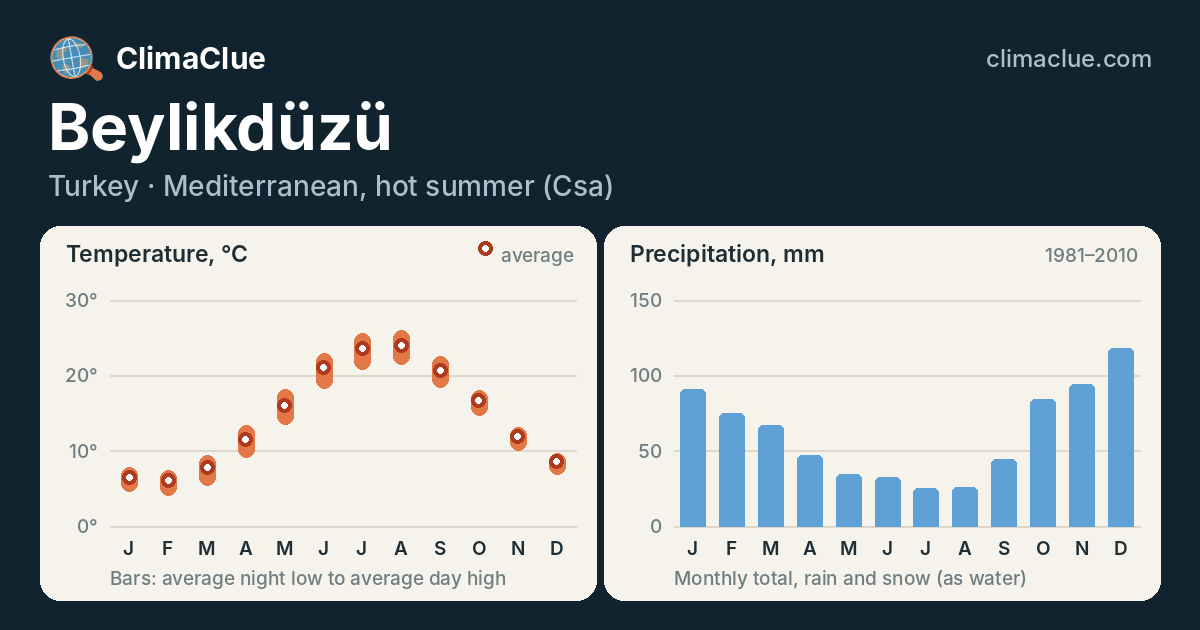 ClimaClue
climaclue.com
Beylikdüzü
Turkey · Mediterranean, hot summer (Csa)
Temperature, °C
average
30°
20°
10°
0°
J F M A M J J A S O N D
Bars: average night low to average day high
Precipitation, mm
1981–2010
150
100
50
0
J F M A M J J A S O N D
Monthly total, rain and snow (as water)